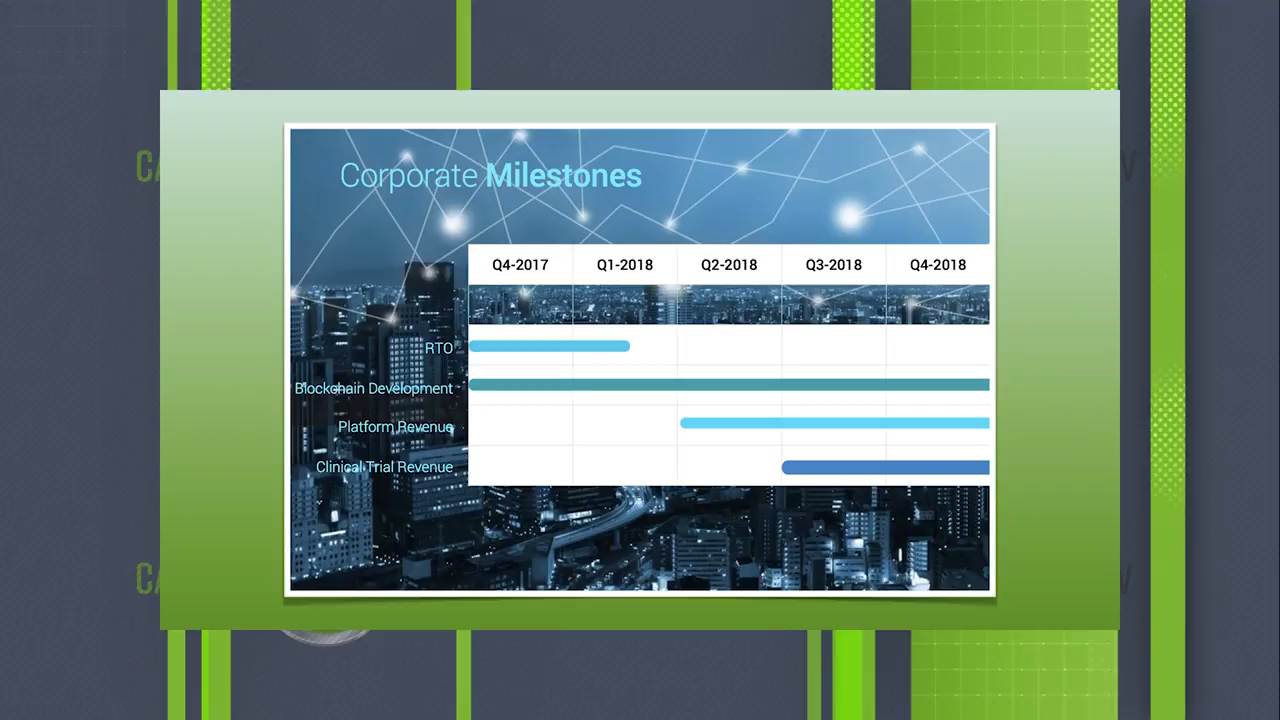 Corporate Milestones
Q4-2017 Q1-2018 Q2-2018 Q3-2018 Q4-2018
RTO
Blockchain Development
Platform Revenue
Clinical Trial Revenue